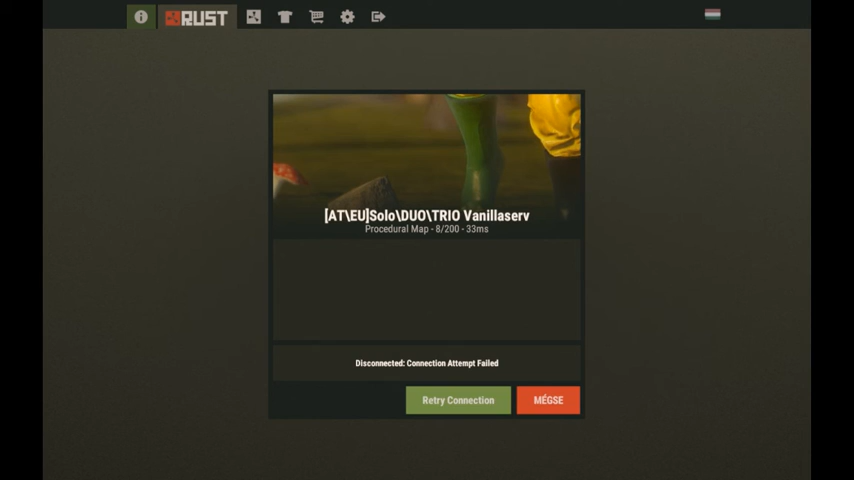 RUST
[AT\EU]Solo\DUO\TRIO Vanillaserv
Procedural Map - 8/200 - 33ms
Disconnected: Connection Attempt Failed
Retry Connection
MÉGSE